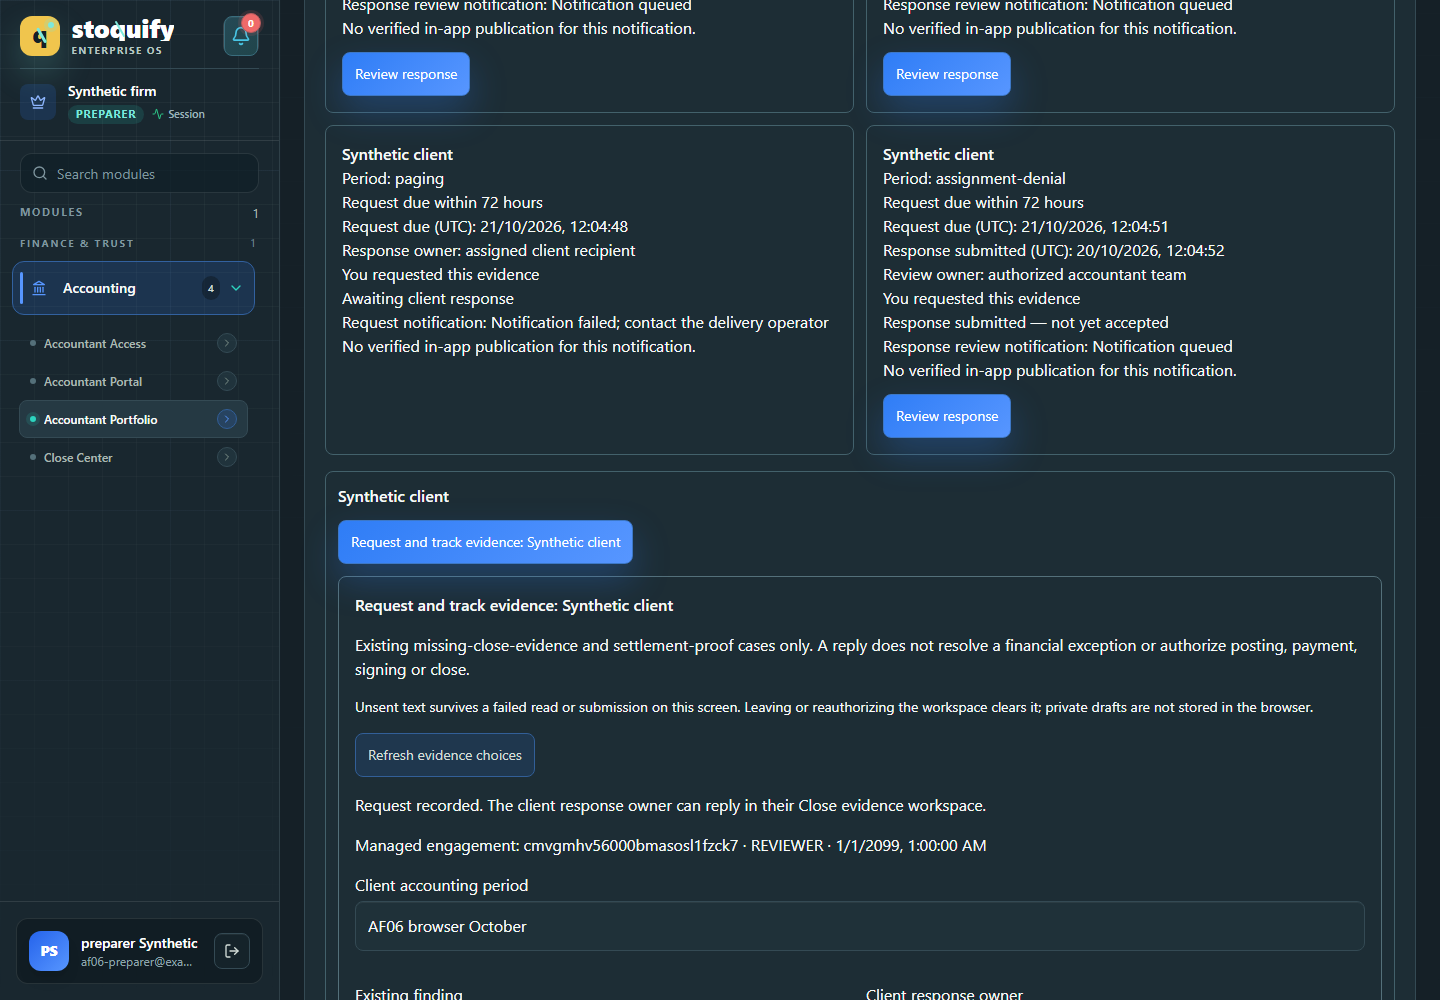 stoquify
ENTERPRISE OS
0
Synthetic firm
PREPARER
Session
Search modules
MODULES
1
FINANCE & TRUST
1
Accounting
4
Accountant Access
Accountant Portal
Accountant Portfolio
Close Center
PS
preparer Synthetic
af06-preparer@exa...
Response review notification: Notification queued
No verified in-app publication for this notification.
Review response
Response review notification: Notification queued
No verified in-app publication for this notification.
Review response
Synthetic client
Period: paging
Request due within 72 hours
Request due (UTC): 21/10/2026, 12:04:48
Response owner: assigned client recipient
You requested this evidence
Awaiting client response
Request notification: Notification failed; contact the delivery operator
No verified in-app publication for this notification.
Synthetic client
Period: assignment-denial
Request due within 72 hours
Request due (UTC): 21/10/2026, 12:04:51
Response submitted (UTC): 20/10/2026, 12:04:52
Review owner: authorized accountant team
You requested this evidence
Response submitted — not yet accepted
Response review notification: Notification queued
No verified in-app publication for this notification.
Review response
Synthetic client
Request and track evidence: Synthetic client
Request and track evidence: Synthetic client
Existing missing-close-evidence and settlement-proof cases only. A reply does not resolve a financial exception or authorize posting, payment,
signing or close.
Unsent text survives a failed read or submission on this screen. Leaving or reauthorizing the workspace clears it; private drafts are not stored in the browser.
Refresh evidence choices
Request recorded. The client response owner can reply in their Close evidence workspace.
Managed engagement: cmvgmhv56000bmasosl1fzck7 · REVIEWER · 1/1/2099, 1:00:00 AM
Client accounting period
AF06 browser October
Existing finding
Client response owner